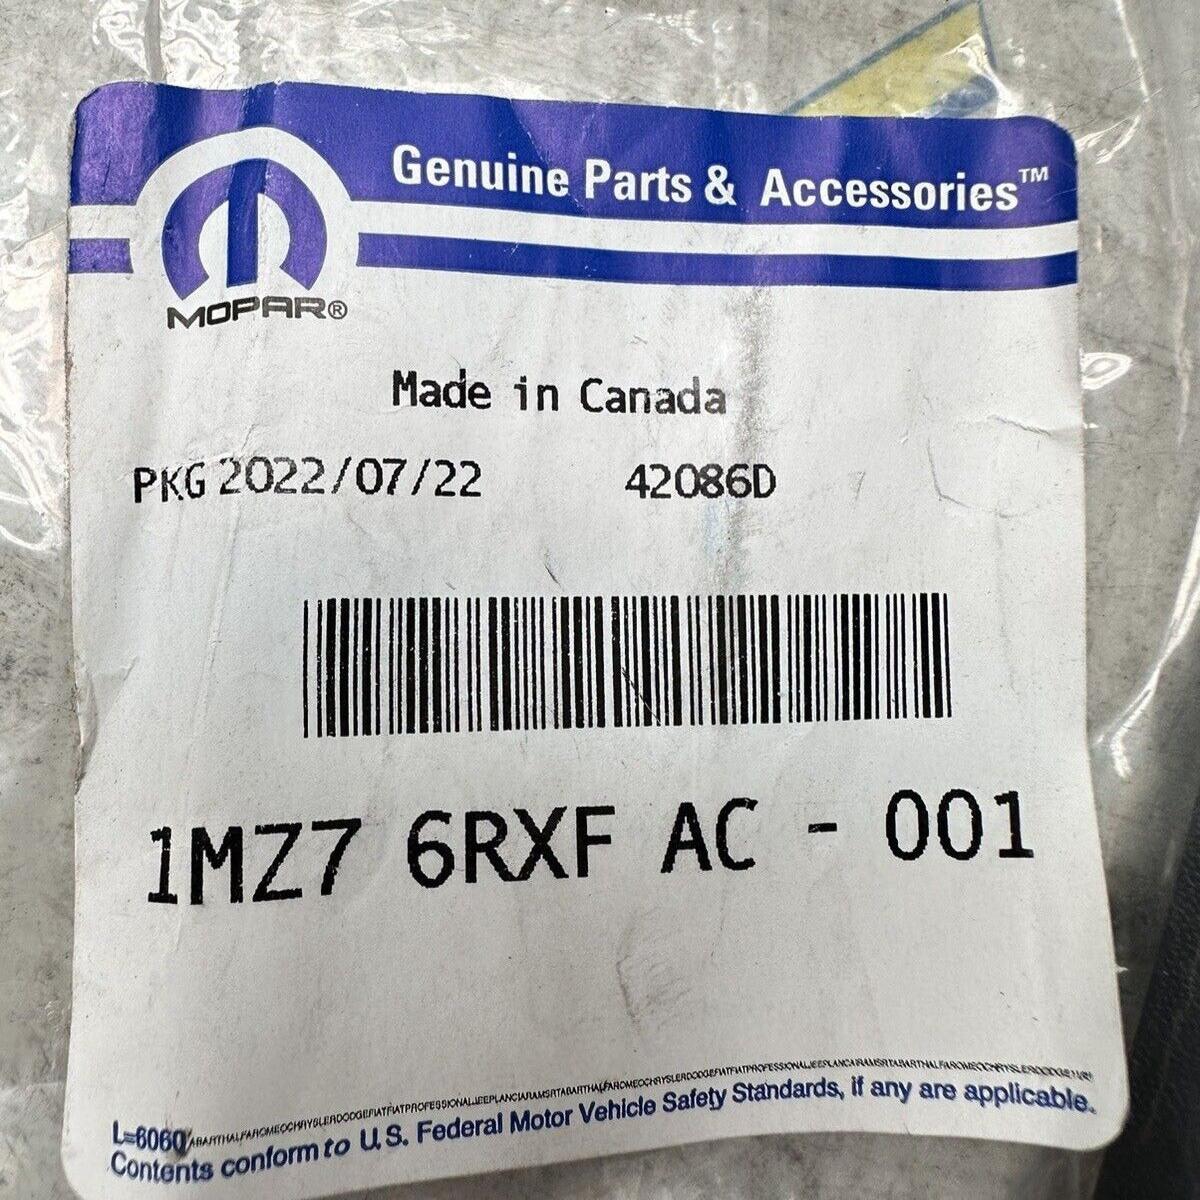 Genuine Parts & Accessories™
MOPAR®
Made in Canada
PKG 2022/07/22 42086D
1MZ7 6RXF AC - 001
L=6060
Contents conform to U.S. Federal Motor Vehicle Safety Standards, if any are applicable.